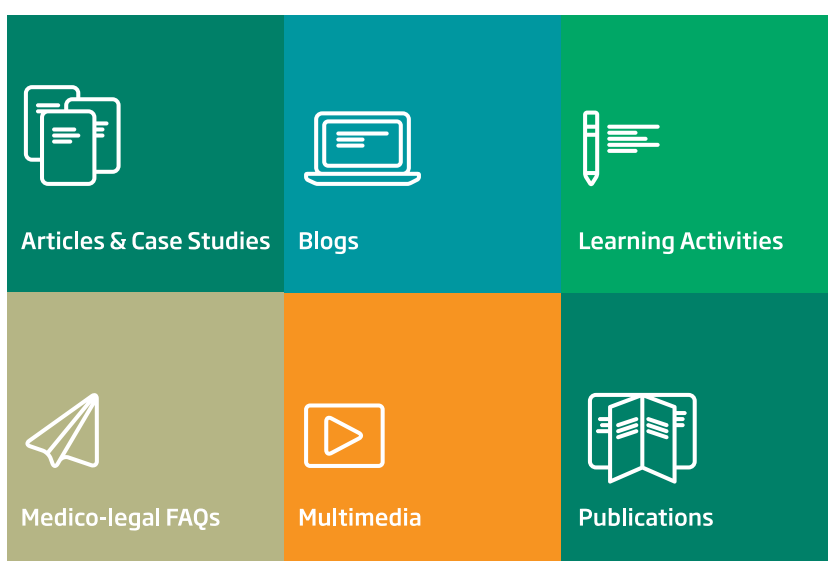 Articles & Case Studies
Blogs
Learning Activities
Medico-legal FAQs
Multimedia
Publications